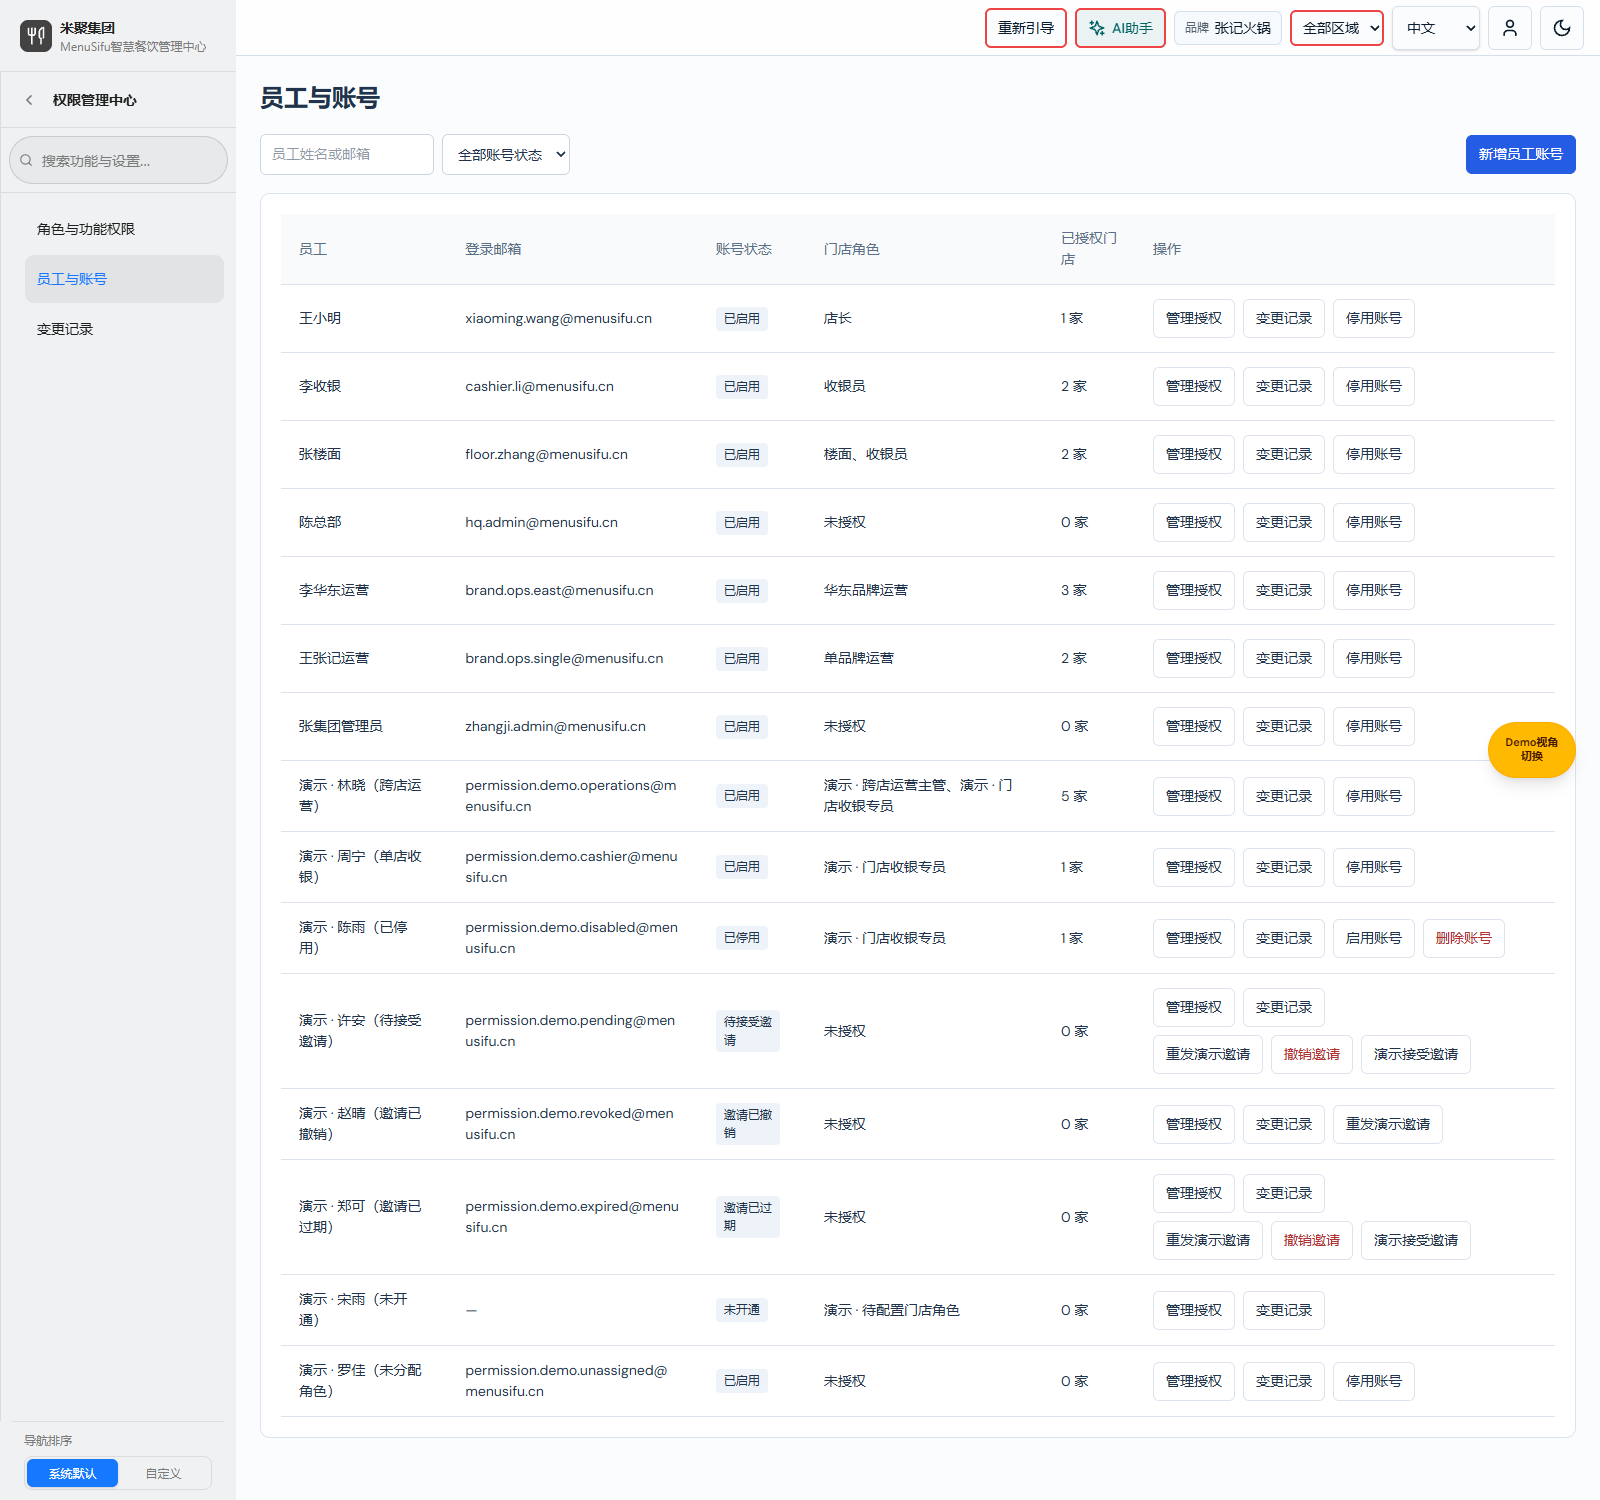 米聚集团
MenuSifu智慧餐饮管理中心
权限管理中心
搜索功能与设置...
角色与功能权限
员工与账号
变更记录
导航排序
系统默认 自定义
重新引导 AI助手 品牌 张记火锅 全部区域 中文
员工与账号
员工姓名或邮箱 全部账号状态 新增员工账号
员工 登录邮箱 账号状态 门店角色 已授权门
店 操作
王小明 xiaoming.wang@menusifu.cn 已启用 店长 1 家 管理授权 变更记录 停用账号
李收银 cashier.li@menusifu.cn 已启用 收银员 2 家 管理授权 变更记录 停用账号
张楼面 floor.zhang@menusifu.cn 已启用 楼面、收银员 2 家 管理授权 变更记录 停用账号
陈总部 hq.admin@menusifu.cn 已启用 未授权 0 家 管理授权 变更记录 停用账号
李华东运营 brand.ops.east@menusifu.cn 已启用 华东品牌运营 3 家 管理授权 变更记录 停用账号
王张记运营 brand.ops.single@menusifu.cn 已启用 单品牌运营 2 家 管理授权 变更记录 停用账号
张集团管理员 zhangji.admin@menusifu.cn 已启用 未授权 0 家 管理授权 变更记录 停用账号
Demo视角
切换
演示 · 林晓（跨店运 permission.demo.operations@m 已启用 演示 · 跨店运营主管、演示 · 门 5 家 管理授权 变更记录 停用账号
营） enusifu.cn 店收银专员
演示 · 周宁（单店收 permission.demo.cashier@menu 已启用 演示 · 门店收银专员 1 家 管理授权 变更记录 停用账号
银） sifu.cn
演示 · 陈雨（已停 permission.demo.disabled@men 已停用 演示 · 门店收银专员 1 家 管理授权 变更记录 启用账号 删除账号
用） usifu.cn
演示 · 许安（待接受 permission.demo.pending@men 待接受邀 未授权 0 家 管理授权 变更记录
邀请） usifu.cn 请 重发演示邀请 撤销邀请 演示接受邀请
演示 · 赵晴（邀请已 permission.demo.revoked@men 邀请已撤 未授权 0 家 管理授权 变更记录 重发演示邀请
撤销） usifu.cn 销
演示 · 郑可（邀请已 permission.demo.expired@menu 邀请已过 未授权 0 家 管理授权 变更记录
过期） sifu.cn 期 重发演示邀请 撤销邀请 演示接受邀请
演示 · 宋雨（未开 — 未开通 演示 · 待配置门店角色 0 家 管理授权 变更记录
通）
演示 · 罗佳（未分配 permission.demo.unassigned@ 已启用 未授权 0 家 管理授权 变更记录 停用账号
角色） menusifu.cn